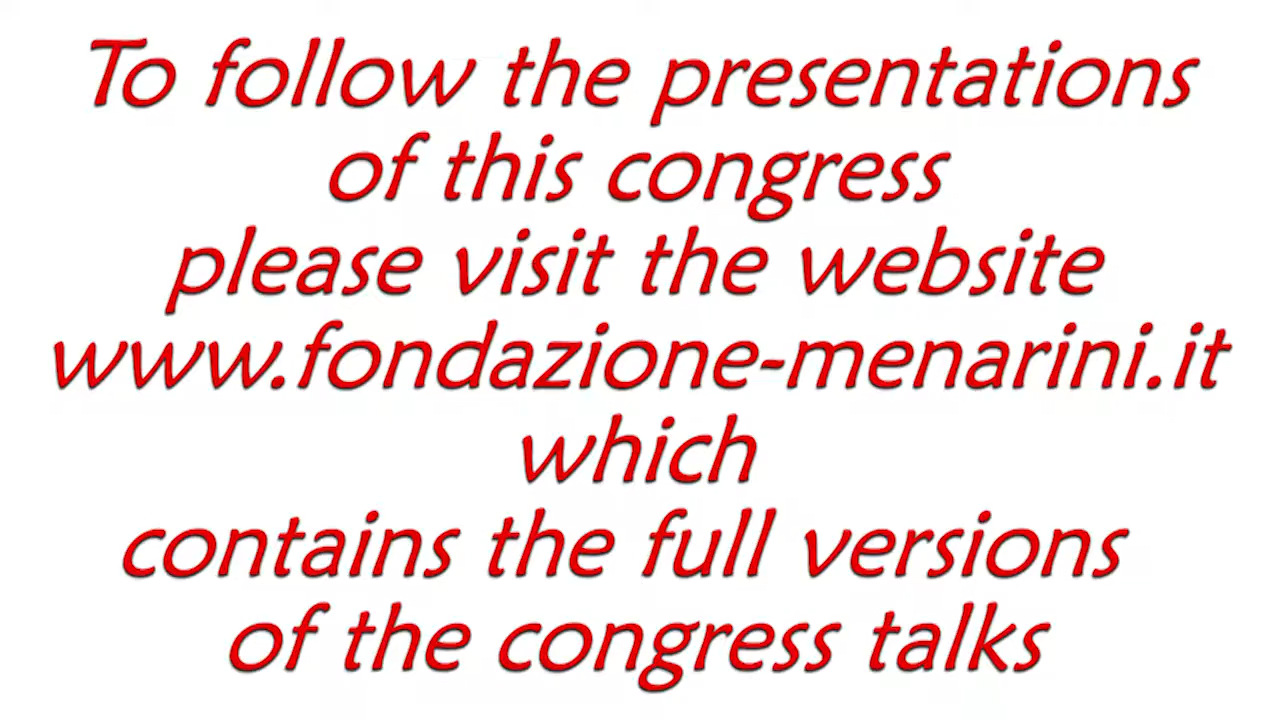 To follow the presentations
of this congress
please visit the website
www.fondazione-menarini.it
which
contains the full versions
of the congress talks